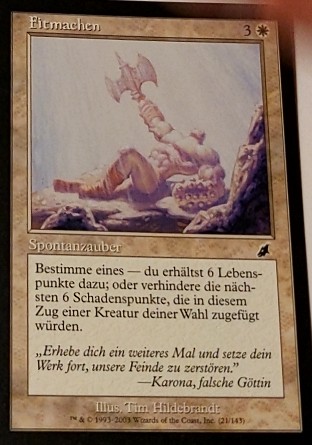 Fitmachen 3
Spontanzauber
Bestimme eines — du erhältst 6 Lebens-
punkte dazu; oder verhindere die näch-
sten 6 Schadenspunkte, die in diesem
Zug einer Kreatur deiner Wahl zugefügt
würden.
„Erhebe dich ein weiteres Mal und setze dein
Werk fort, unsere Feinde zu zerstören.”
—Karona, falsche Göttin
Illus. Tim Hildebrandt
™ & © 1993-2003 Wizards of the Coast, Inc. (21/143)